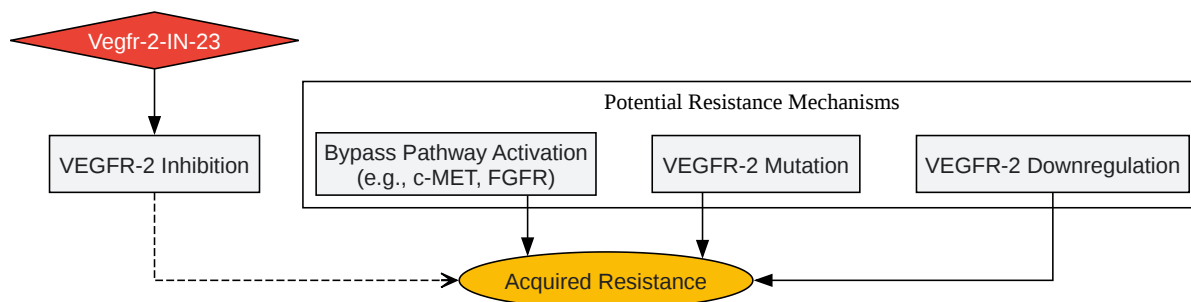 Vegfr-2-IN-23
Potential Resistance Mechanisms
VEGFR-2 Inhibition
Bypass Pathway Activation
(e.g., c-MET, FGFR)
VEGFR-2 Mutation
VEGFR-2 Downregulation
Acquired Resistance